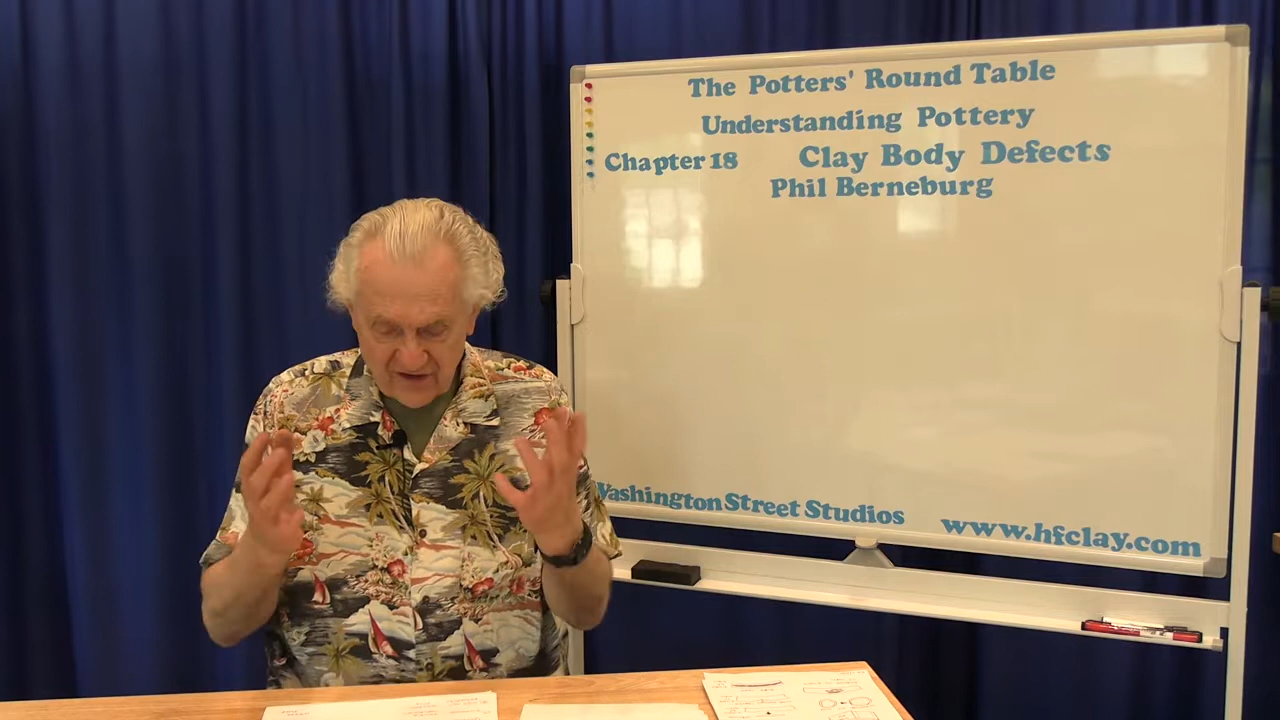 The Potters' Round Table
Understanding Pottery
Chapter 18 Clay Body Defects
Phil Berneburg
Washington Street Studios
www.hfclay.com